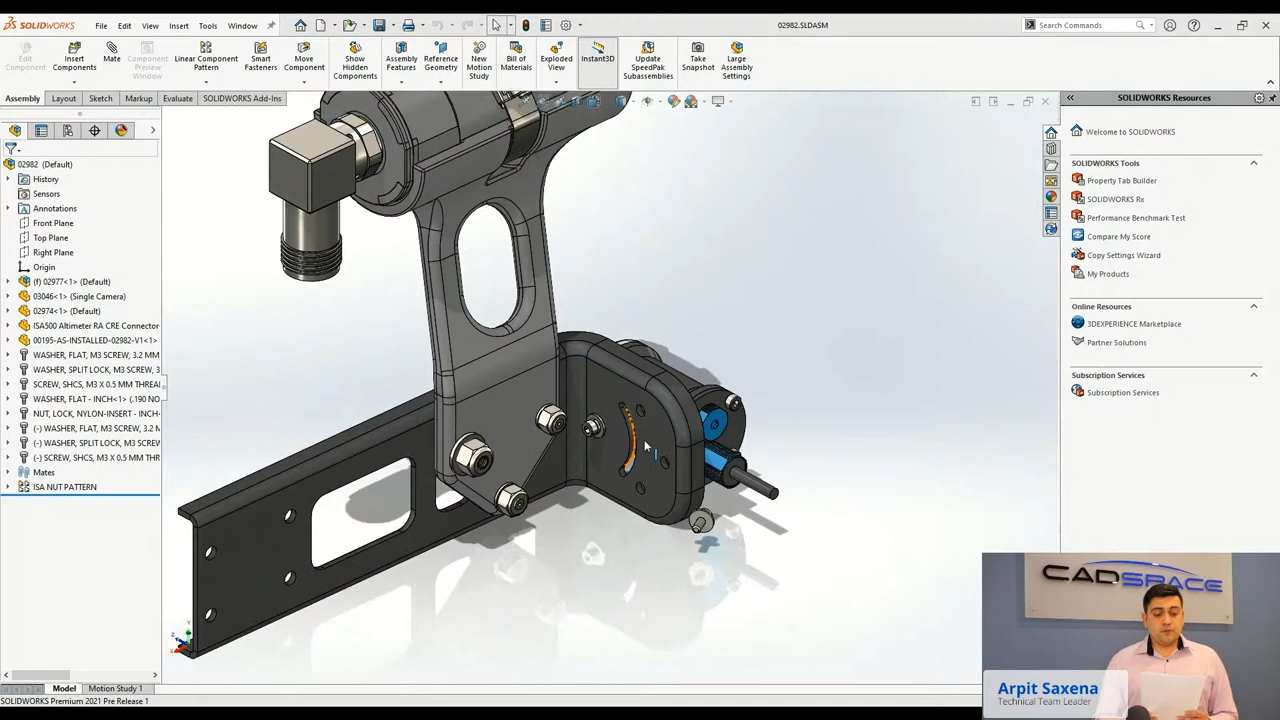 SOLIDWORKS
File Edit View Insert Tools Window
02982.SLDASM
Search Commands
Edit Component
Insert Components
Mate
Component Preview Window
Linear Component Pattern
Smart Fasteners
Move Component
Show Hidden Components
Assembly Features
Reference Geometry
New Motion Study
Bill of Materials
Exploded View
Instant3D
Update SpeedPak Subassemblies
Take Snapshot
Large Assembly Settings
Assembly Layout Sketch Markup Evaluate SOLIDWORKS Add-Ins
02982 (Default)
History
Sensors
Annotations
Front Plane
Top Plane
Right Plane
Origin
(f) 02977<1> (Default)
03046<1> (Single Camera)
02974<1> (Default)
ISA500 Altimeter RA CRE Connector
00195-AS-INSTALLED-02982-V1<1>
WASHER, FLAT, M3 SCREW, 3.2 MM
WASHER, SPLIT LOCK, M3 SCREW, 3.
SCREW, SHCS, M3 X 0.5 MM THREA
WASHER, FLAT - INCH<1> (.190 NO
NUT, LOCK, NYLON-INSERT - INCH
(-) WASHER, FLAT, M3 SCREW, 3.2 M
(-) WASHER, SPLIT LOCK, M3 SCREW
(-) SCREW, SHCS, M3 X 0.5 MM THR
Mates
ISA NUT PATTERN
Model Motion Study 1
SOLIDWORKS Premium 2021 Pre Release 1
SOLIDWORKS Resources
Welcome to SOLIDWORKS
SOLIDWORKS Tools
Property Tab Builder
SOLIDWORKS Rx
Performance Benchmark Test
Compare My Score
Copy Settings Wizard
My Products
Online Resources
3DEXPERIENCE Marketplace
Partner Solutions
Subscription Services
Subscription Services
CADSPACE
Arpit Saxena
Technical Team Leader